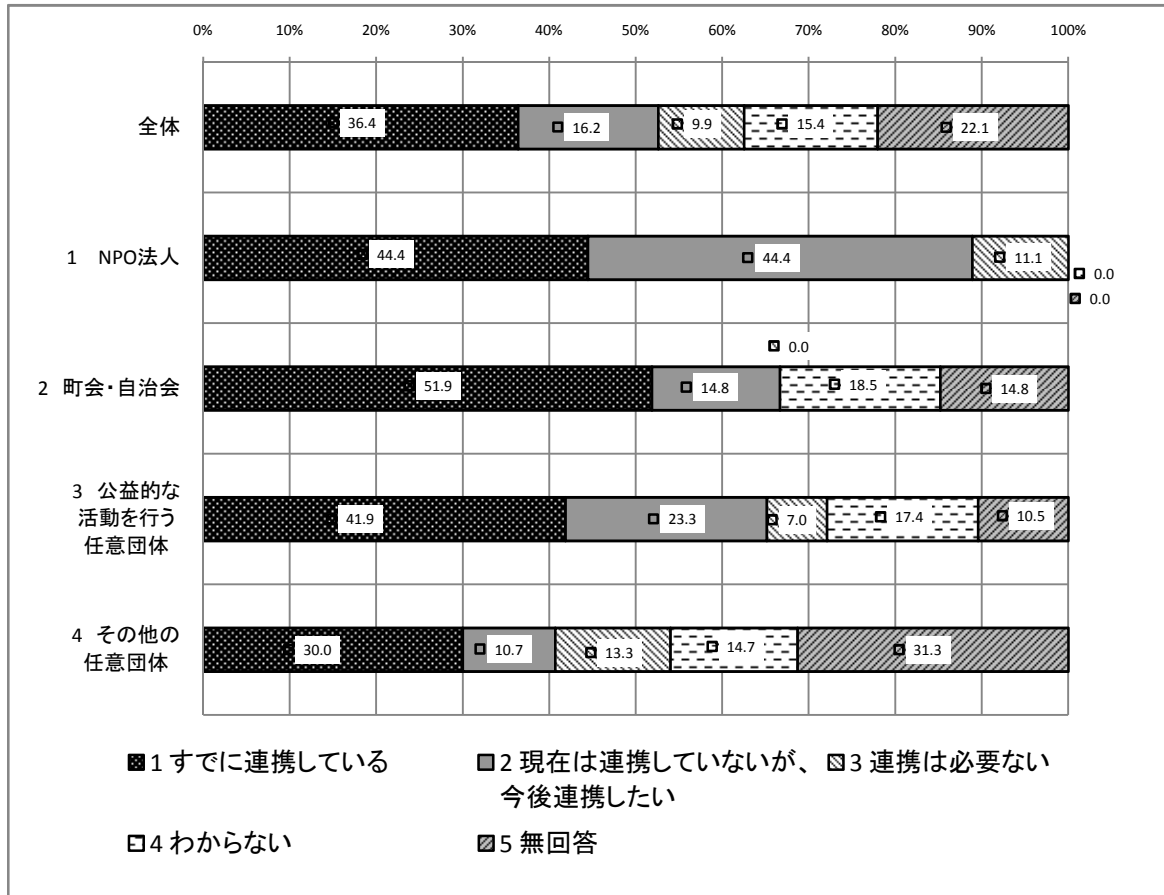 0% 10% 20% 30% 40% 50% 60% 70% 80% 90% 100%
全体
36.4 16.2 9.9 15.4 22.1
1 NPO法人
44.4 44.4 11.1 0.0
0.0
0.0
2 町会・自治会
51.9 14.8 18.5 14.8
3 公益的な
活動を行う
任意団体
41.9 23.3 7.0 17.4 10.5
4 その他の
任意団体
30.0 10.7 13.3 14.7 31.3
1 すでに連携している
2 現在は連携していないが、
今後連携したい
3 連携は必要ない
4 わからない
5 無回答